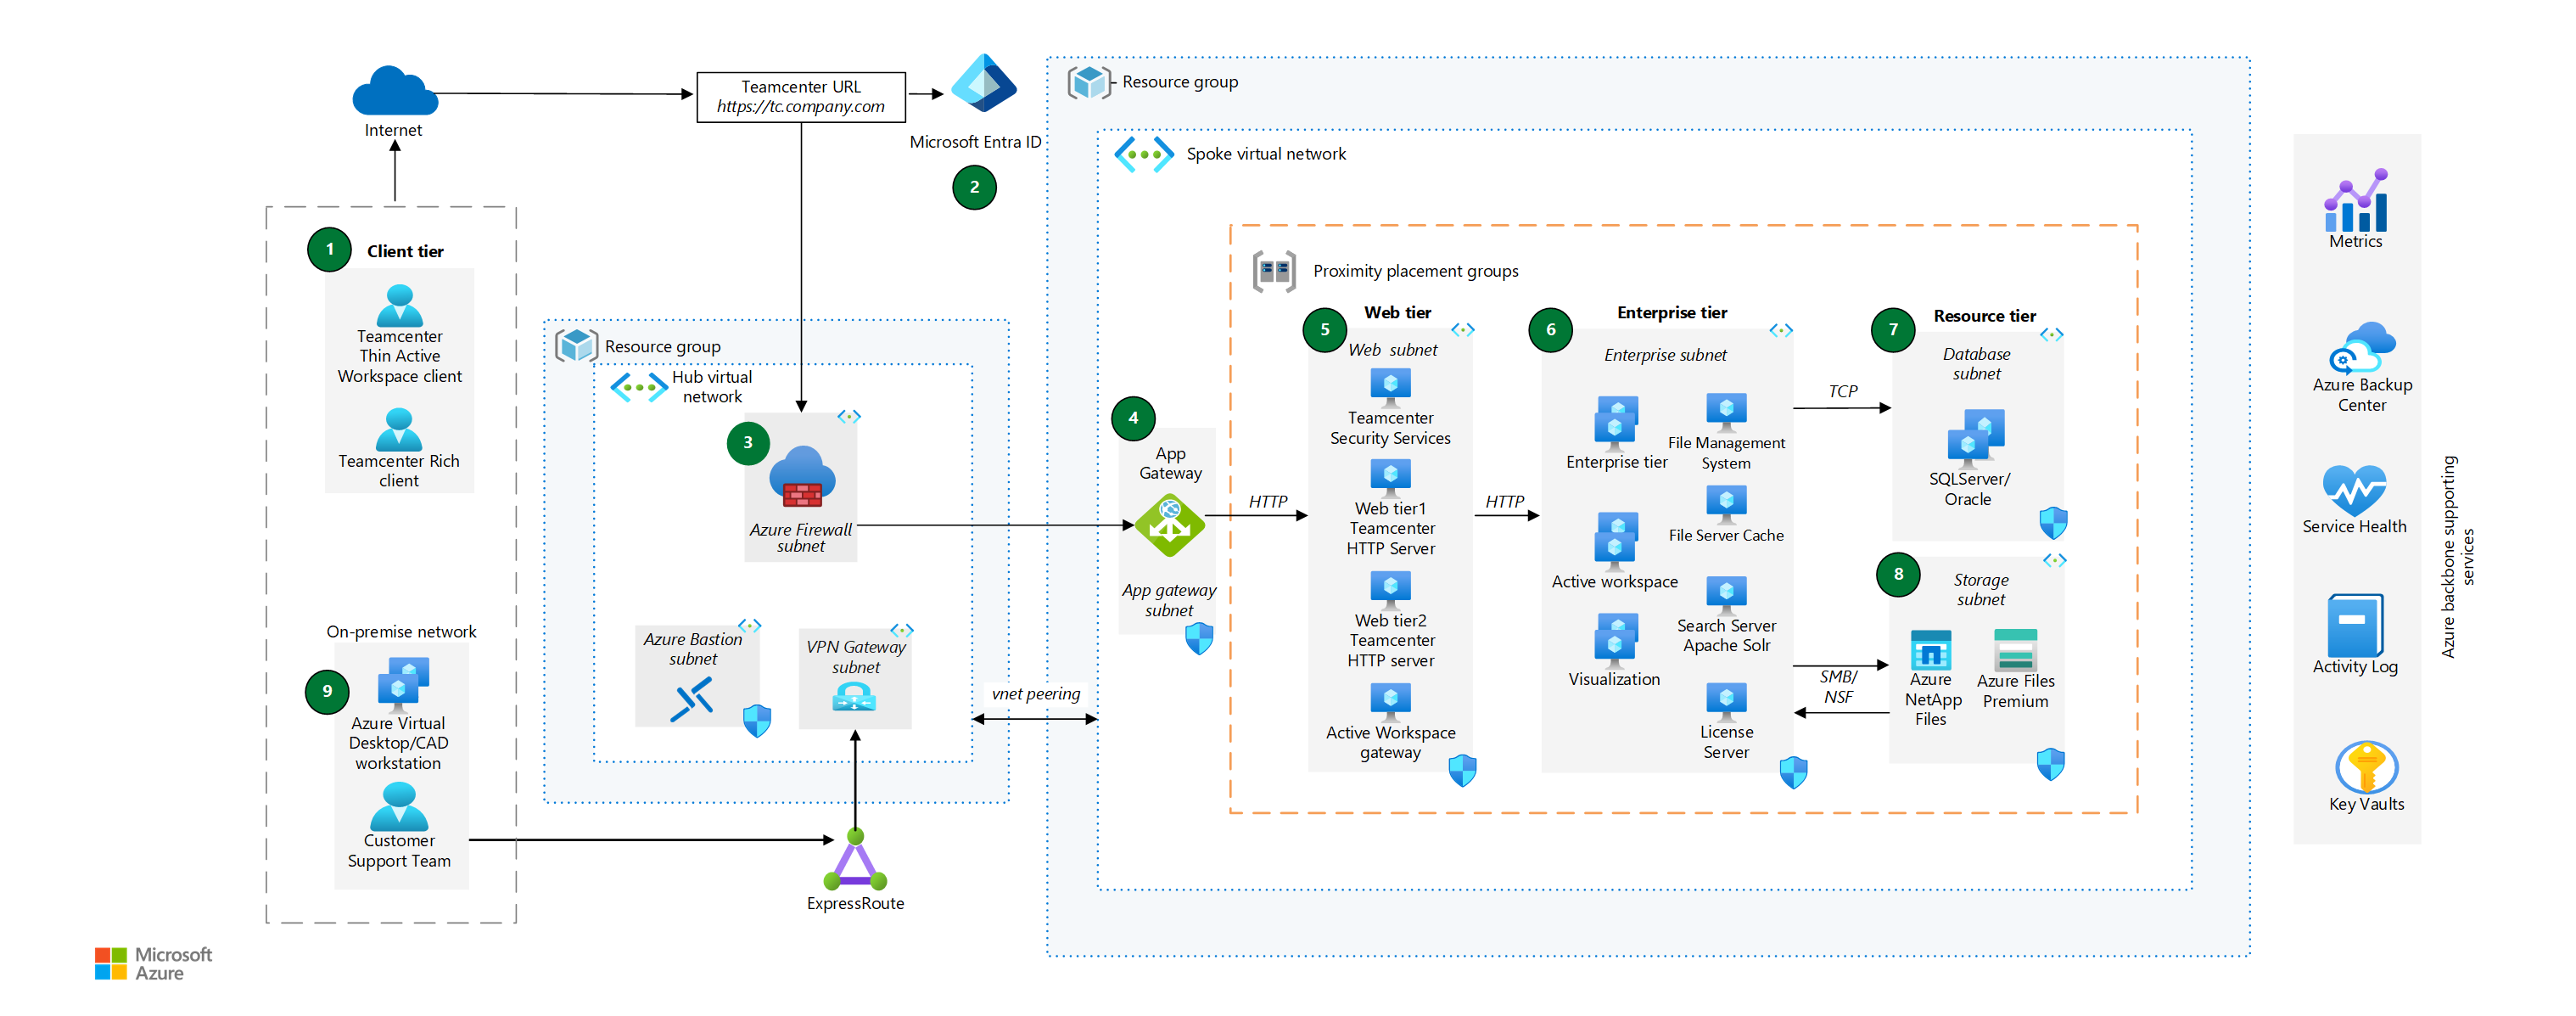 Internet
Teamcenter URL
https://tc.company.com
Microsoft Entra ID
2
1
Client tier
Teamcenter
Thin Active
Workspace client
Teamcenter Rich
client
On-premise network
9
Azure Virtual
Desktop/CAD
workstation
Customer
Support Team
Resource group
Hub virtual
network
3
Azure Firewall
subnet
Azure Bastion
subnet
VPN Gateway
subnet
ExpressRoute
vnet peering
Resource group
Spoke virtual network
4
App
Gateway
App gateway
subnet
HTTP
Proximity placement groups
5
Web tier
Web subnet
Teamcenter
Security Services
Web tier1
Teamcenter
HTTP Server
Web tier2
Teamcenter
HTTP server
Active Workspace
gateway
HTTP
6
Enterprise tier
Enterprise subnet
Enterprise tier
Active workspace
Visualization
File Management
System
File Server Cache
Search Server
Apache Solr
License
Server
TCP
SMB/
NSF
7
Resource tier
Database
subnet
SQLServer/
Oracle
8
Storage
subnet
Azure
NetApp
Files
Azure Files
Premium
Metrics
Azure Backup
Center
Service Health
Activity Log
Key Vaults
Azure backbone supporting
services
Microsoft
Azure